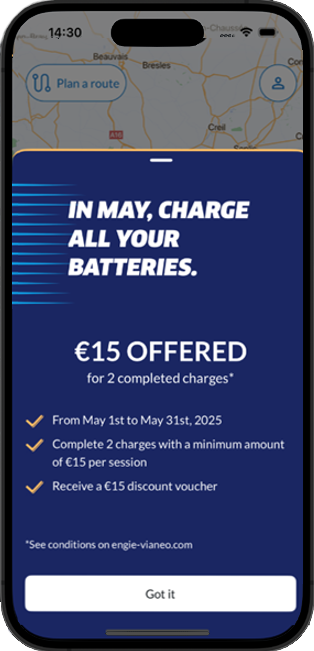 14:30
Beauvais
Bresles
Plan a route
A16
Creil
IN MAY, CHARGE
ALL YOUR
BATTERIES.
€15 OFFERED
for 2 completed charges*
From May 1st to May 31st, 2025
Complete 2 charges with a minimum amount
of €15 per session
Receive a €15 discount voucher
*See conditions on engie-vianeo.com
Got it